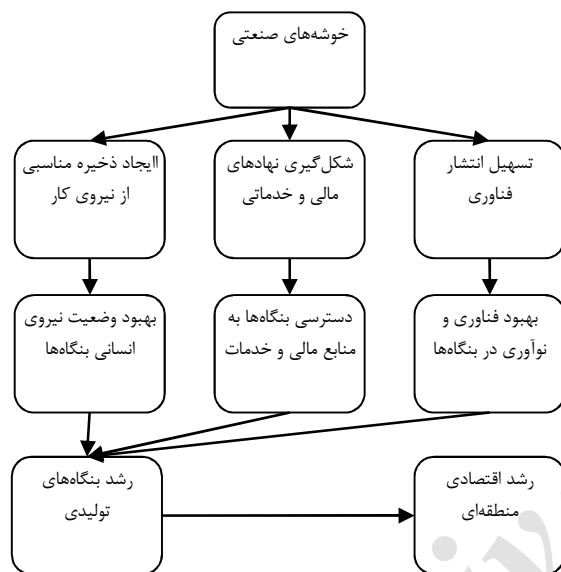 خوشه‌های صنعتی
تسهیل انتشار
فناوری
شکل‌گیری نهادهای
مالی و خدماتی
اایجاد ذخیره مناسبی
از نیروی کار
بهبود فناوری و
نوآوری در بنگاه‌ها
دسترسی بنگاه‌ها به
منابع مالی و خدمات
بهبود وضعیت نیروی
انسانی بنگاه‌ها
رشد بنگاه‌های
تولیدی
رشد اقتصادی
منطقه‌ای